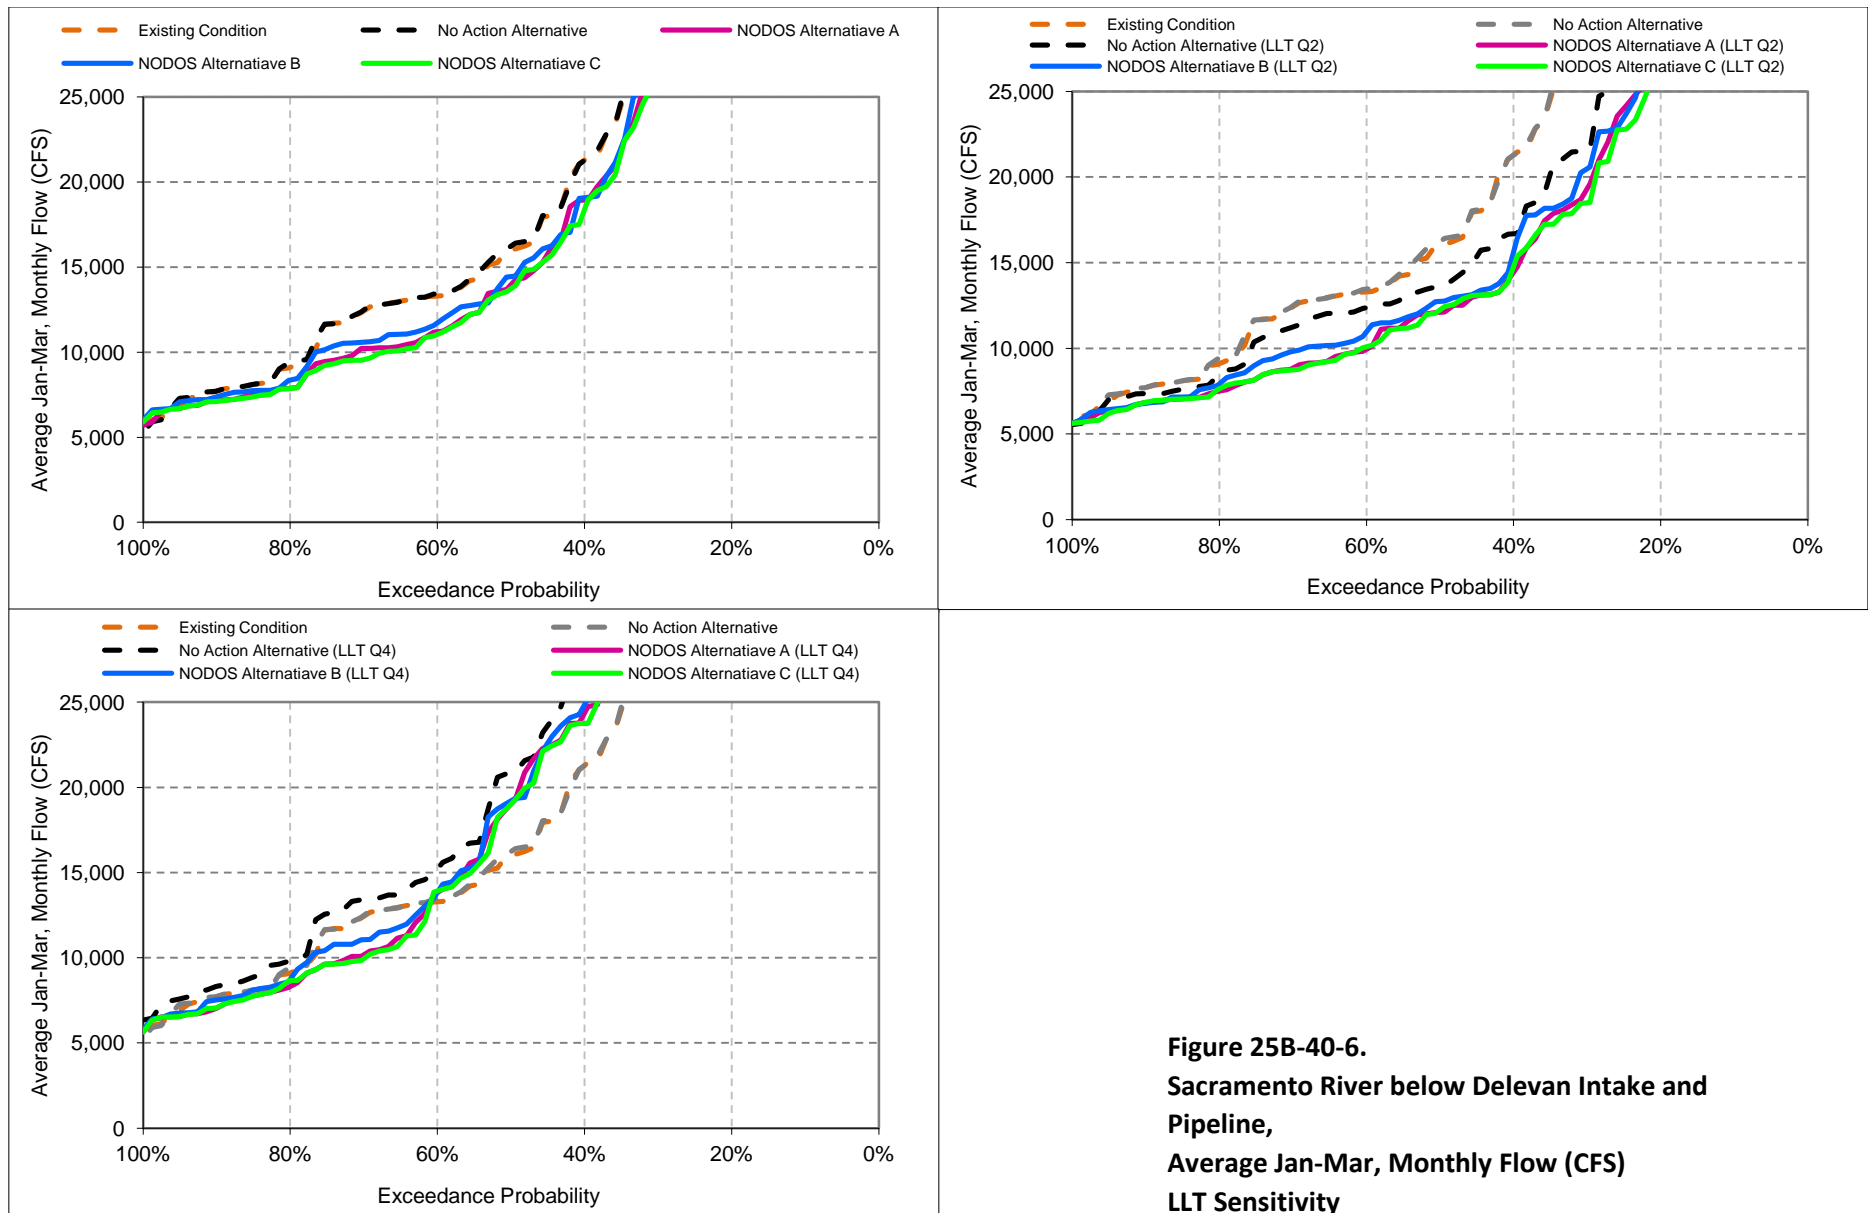 Existing Condition
No Action Alternative
NODOS Alternatiave A
NODOS Alternatiave B
NODOS Alternatiave C
Average Jan-Mar, Monthly Flow (CFS)
25,000
20,000
15,000
10,000
5,000
0
100%
80%
60%
40%
20%
0%
Exceedance Probability
Existing Condition
No Action Alternative
No Action Alternative (LLT Q2)
NODOS Alternatiave A (LLT Q2)
NODOS Alternatiave B (LLT Q2)
NODOS Alternatiave C (LLT Q2)
Average Jan-Mar, Monthly Flow (CFS)
25,000
20,000
15,000
10,000
5,000
0
100%
80%
60%
40%
20%
0%
Exceedance Probability
Existing Condition
No Action Alternative
No Action Alternative (LLT Q4)
NODOS Alternatiave A (LLT Q4)
NODOS Alternatiave B (LLT Q4)
NODOS Alternatiave C (LLT Q4)
Average Jan-Mar, Monthly Flow (CFS)
25,000
20,000
15,000
10,000
5,000
0
100%
80%
60%
40%
20%
0%
Exceedance Probability
Figure 25B-40-6.
Sacramento River below Delevan Intake and
Pipeline,
Average Jan-Mar, Monthly Flow (CFS)
LLT Sensitivity